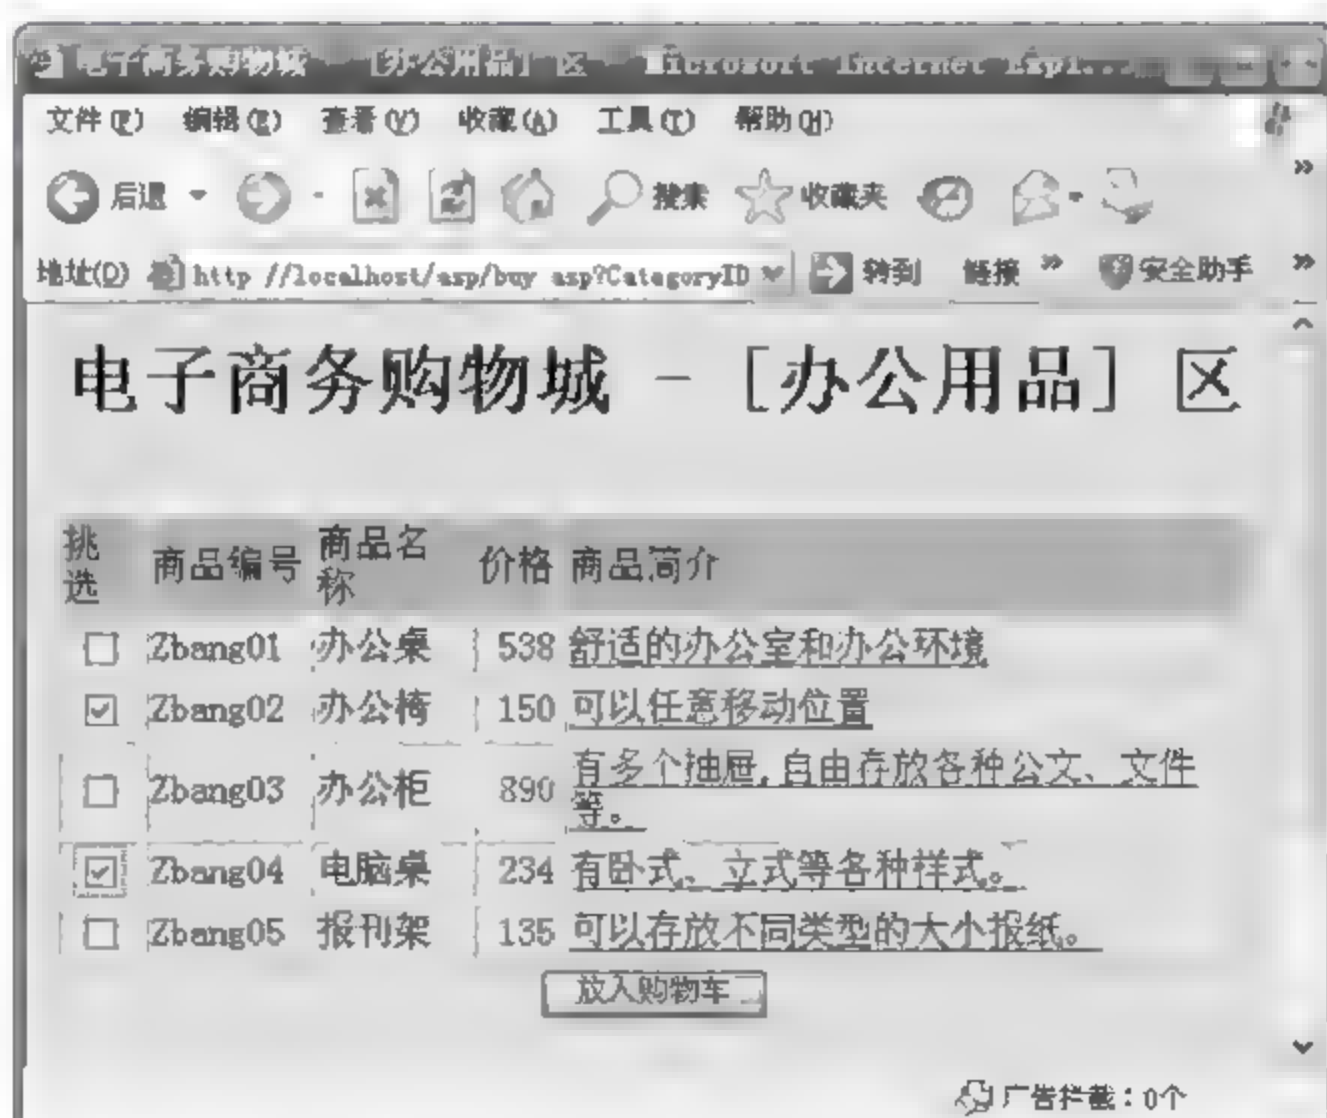 电子商务购物城 - [办公用品] 区 - Microsoft Internet Expl...
文件(F) 编辑(E) 查看(V) 收藏(A) 工具(T) 帮助(H)
后退 搜索 收藏夹
地址(D) http //localhost/asp/buy asp?CatagoryID 转到 链接 » 安全助手 »
电子商务购物城 - [办公用品] 区
挑选 商品编号 商品名称 价格 商品简介
Zbang01 办公桌 538 舒适的办公室和办公环境
Zbang02 办公椅 150 可以任意移动位置
Zbang03 办公柜 890 有多个抽屉,自由存放各种公文、文件
等。
Zbang04 电脑桌 234 有卧式、立式等各种样式。
Zbang05 报刊架 135 可以存放不同类型的大小报纸。
放入购物车
广告拦截:0个